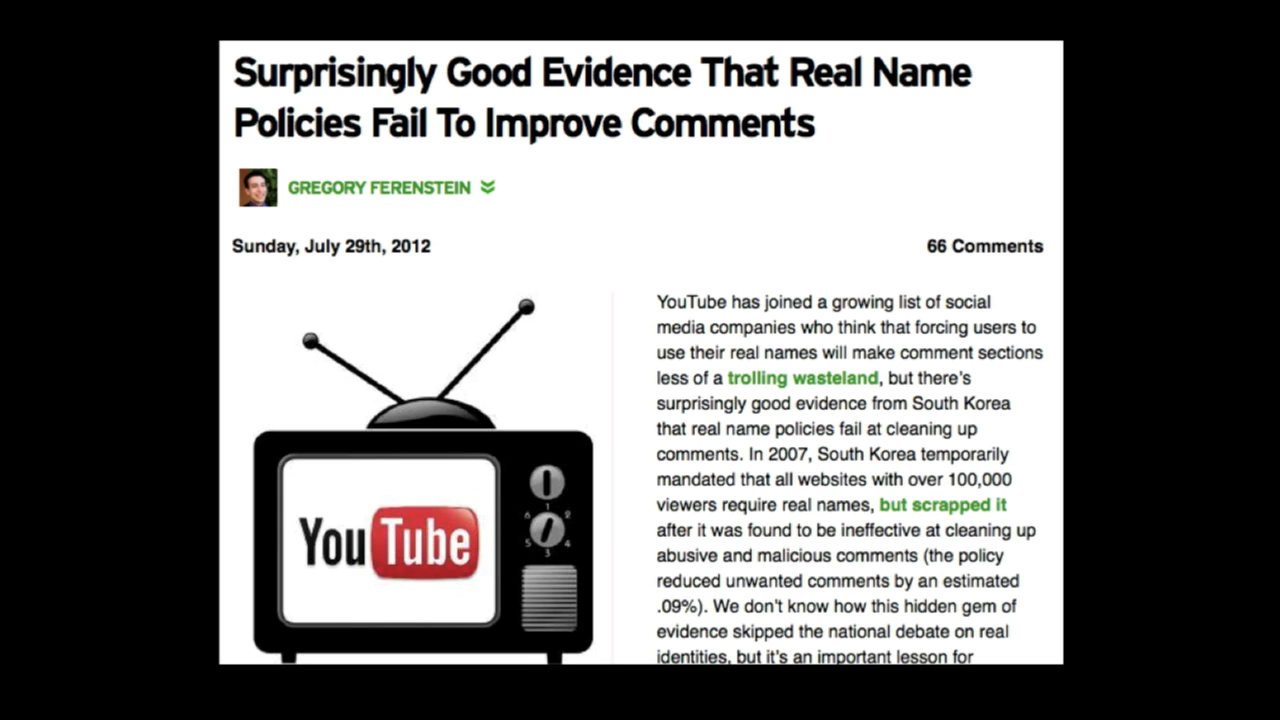 Surprisingly Good Evidence That Real Name
Policies Fail To Improve Comments
GREGORY FERENSTEIN
Sunday, July 29th, 2012
66 Comments
YouTube
1
2
3
4
5
6
YouTube has joined a growing list of social
media companies who think that forcing users to
use their real names will make comment sections
less of a trolling wasteland, but there's
surprisingly good evidence from South Korea
that real name policies fail at cleaning up
comments. In 2007, South Korea temporarily
mandated that all websites with over 100,000
viewers require real names, but scrapped it
after it was found to be ineffective at cleaning up
abusive and malicious comments (the policy
reduced unwanted comments by an estimated
.09%). We don't know how this hidden gem of
evidence skipped the national debate on real
identities, but it's an important lesson for